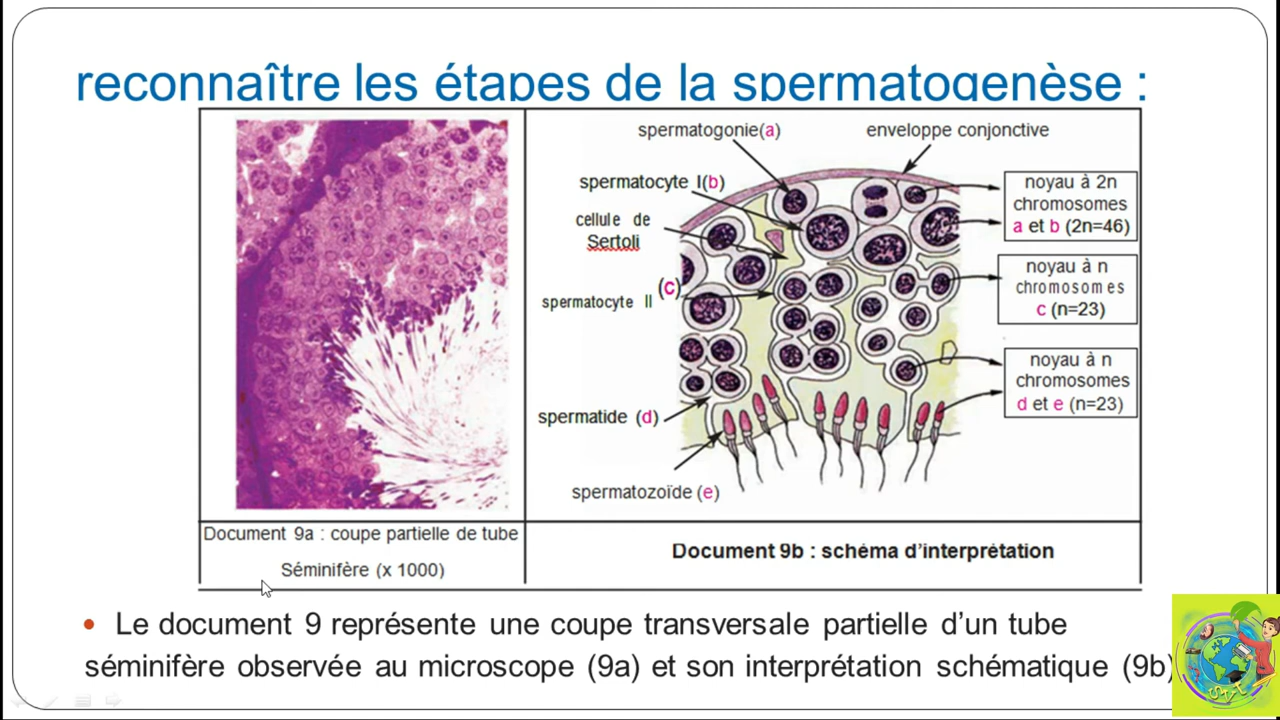 reconnaître les étapes de la spermatogenèse :
spermatogonie(a)
enveloppe conjonctive
spermatocyte I(b)
cellule de
Sertoli
(c)
spermatocyte II
spermatide (d)
spermatozoïde (e)
noyau à 2n
chromosomes
a et b (2n=46)
noyau à n
chromosomes
c (n=23)
noyau à n
chromosomes
d et e (n=23)
Document 9a : coupe partielle de tube
Séminifère (x 1000)
Document 9b : schéma d'interprétation
• Le document 9 représente une coupe transversale partielle d'un tube
séminifère observée au microscope (9a) et son interprétation schématique (9b)
SVT